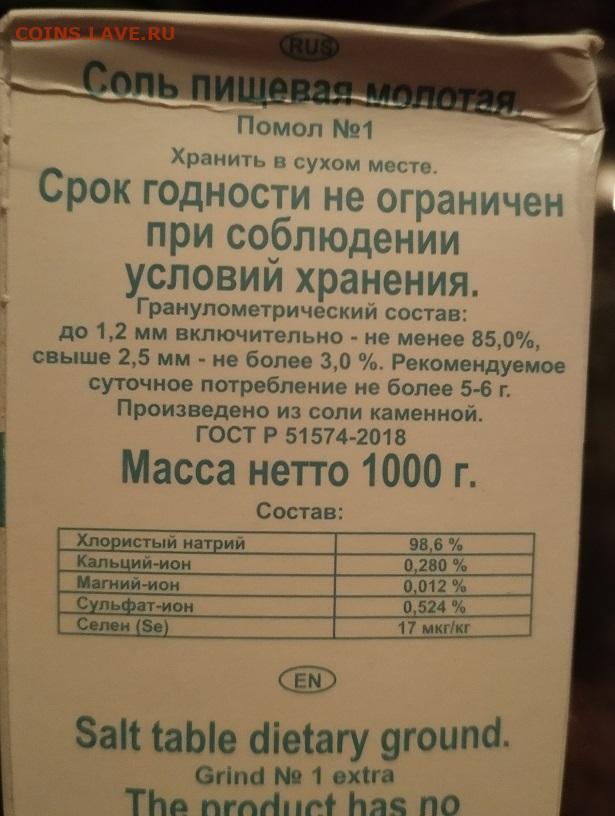 COINS.LAVE.RU
RUS
Соль пищевая молотая.
Помол №1
Хранить в сухом месте.
Срок годности не ограничен
при соблюдении
условий хранения.
Гранулометрический состав:
до 1,2 мм включительно - не менее 85,0%,
свыше 2,5 мм - не более 3,0 %. Рекомендуемое
суточное потребление не более 5-6 г.
Произведено из соли каменной.
ГОСТ Р 51574-2018
Масса нетто 1000 г.
Состав:
Хлористый натрий 98,6 %
Кальций-ион 0,280 %
Магний-ион 0,012 %
Сульфат-ион 0,524 %
Селен (Se) 17 мкг/кг
EN
Salt table dietary ground.
Grind № 1 extra
The product has no